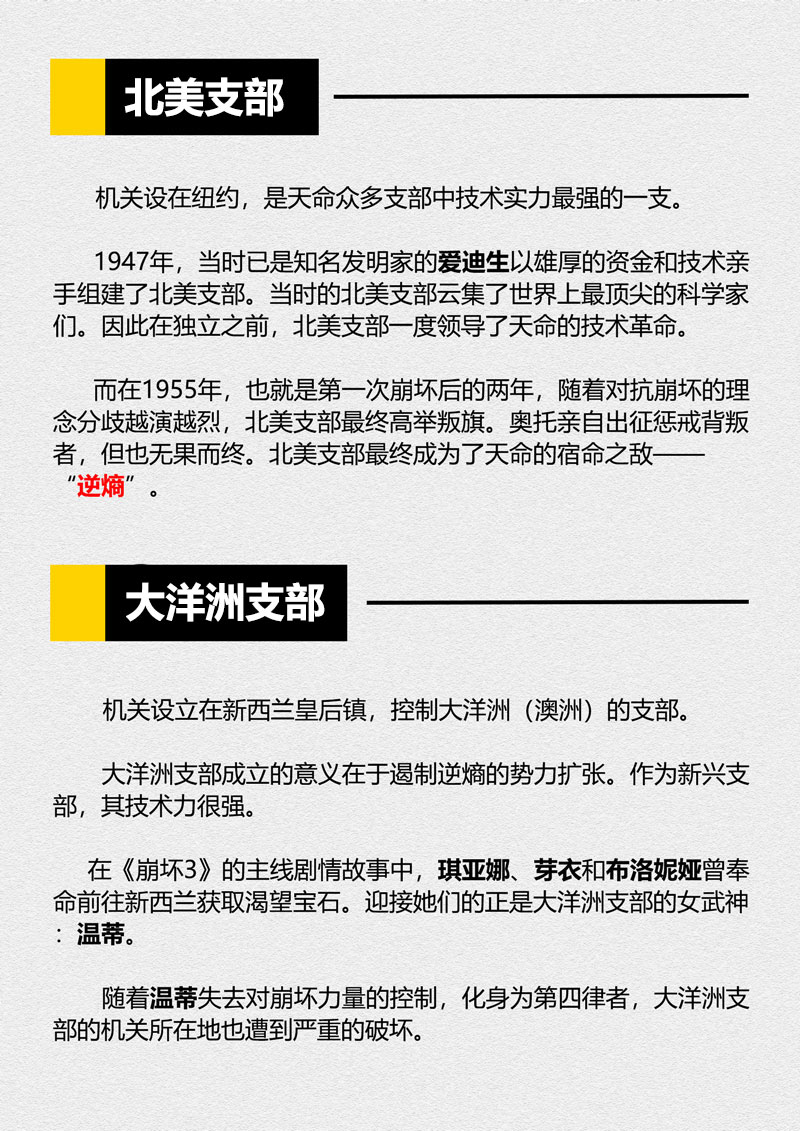 北美支部
机关设在纽约，是天命众多支部中技术实力最强的一支。
1947年，当时已是知名发明家的爱迪生以雄厚的资金和技术亲
手组建了北美支部。当时的北美支部云集了世界上最顶尖的科学家
们。因此在独立之前，北美支部一度领导了天命的技术革命。
而在1955年，也就是第一次崩坏后的两年，随着对抗崩坏的理
念分歧越演越烈，北美支部最终高举叛旗。奥托亲自出征惩戒背叛
者，但也无果而终。北美支部最终成为了天命的宿命之敌——
“逆熵”。
大洋洲支部
机关设立在新西兰皇后镇，控制大洋洲（澳洲）的支部。
大洋洲支部成立的意义在于遏制逆熵的势力扩张。作为新兴支
部，其技术力很强。
在《崩坏3》的主线剧情故事中，琪亚娜、芽衣和布洛妮娅曾奉
命前往新西兰获取渴望宝石。迎接她们的正是大洋洲支部的女武神
：温蒂。
随着温蒂失去对崩坏力量的控制，化身为第四律者，大洋洲支
部的机关所在地也遭到严重的破坏。